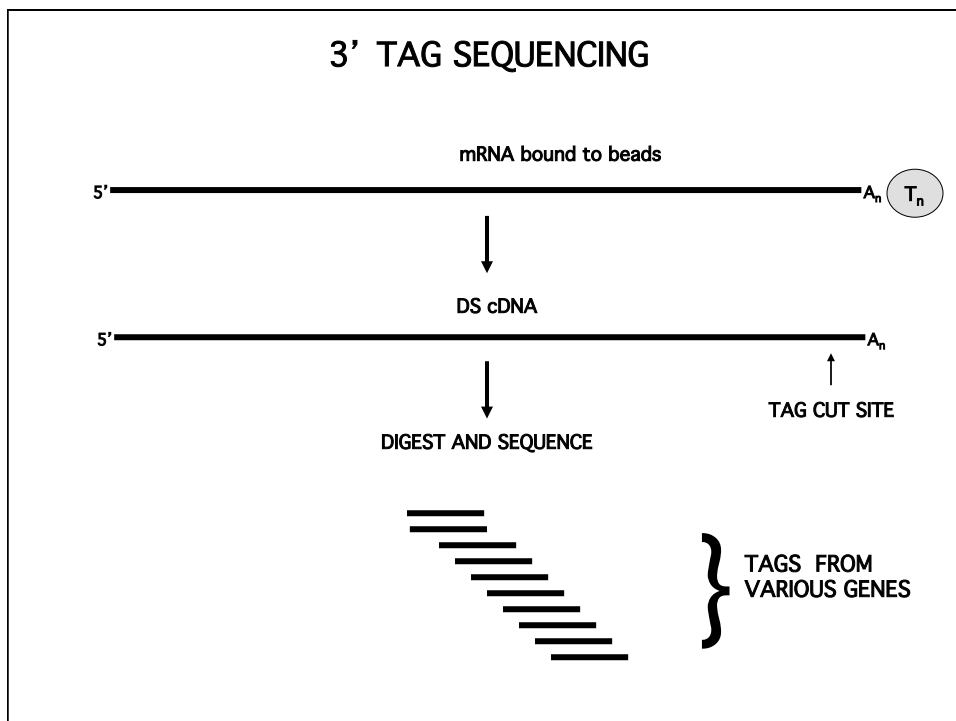 3’ TAG SEQUENCING
mRNA bound to beads
5’ Aₙ Tₙ
DS cDNA
5’ Aₙ
TAG CUT SITE
DIGEST AND SEQUENCE
TAGS FROM
VARIOUS GENES